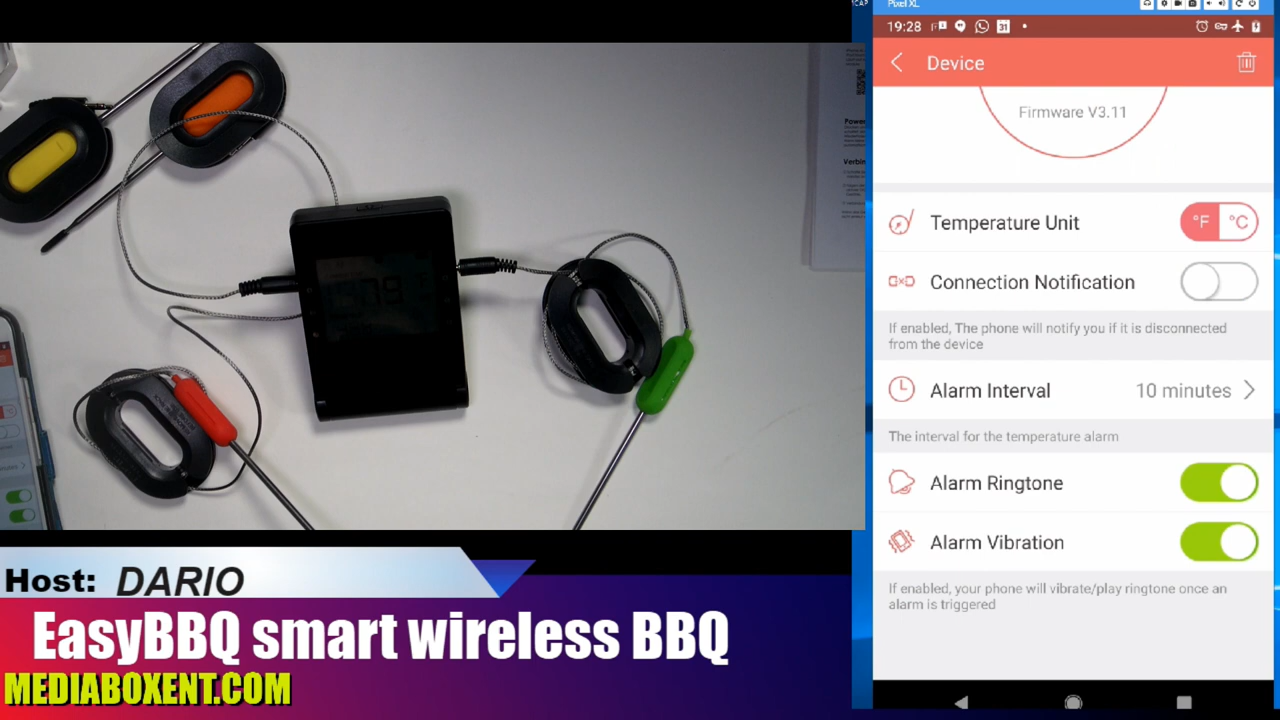 Pixel XL
19:28
31
Device
Firmware V3.11
Temperature Unit
°F °C
Connection Notification
If enabled, The phone will notify you if it is disconnected
from the device
Alarm Interval 10 minutes
The interval for the temperature alarm
Alarm Ringtone
Alarm Vibration
If enabled, your phone will vibrate/play ringtone once an
alarm is triggered
Power
Verbin
Host: DARIO
EasyBBQ smart wireless BBQ
MEDIABOXENT.COM